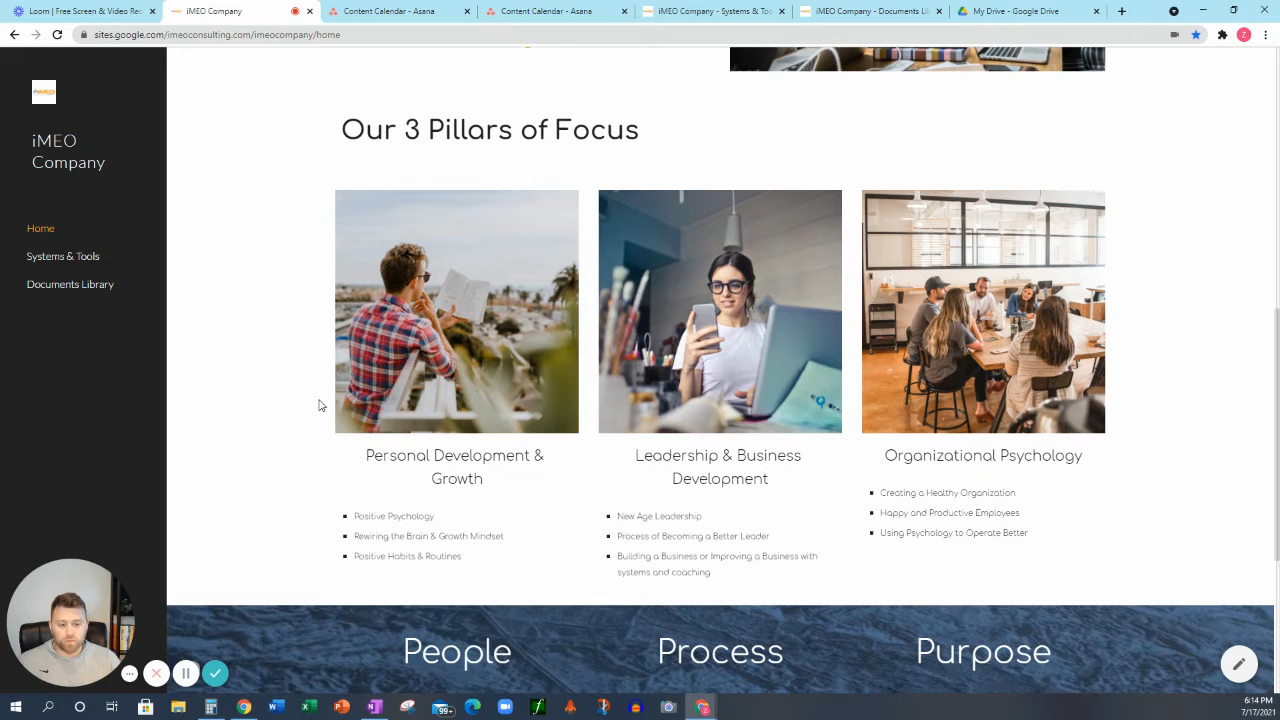 Loom | Free Screen & Video Rec
iMEO Company
Content Calendar - Asana
Content Calendar - Asana
iMEO Company - Systems & Too
iMEO Company - Documents Lib
My Drive - Google Drive
sites.google.com/imeoconsulting.com/imeocompany/home
Z
iMEO
iMEO
Company
Home
Systems & Tools
Documents Library
Our 3 Pillars of Focus
Personal Development &
Growth
Positive Psychology
Rewiring the Brain & Growth Mindset
Positive Habits & Routines
Leadership & Business
Development
New Age Leadership
Process of Becoming a Better Leader
Building a Business or Improving a Business with
systems and coaching
Organizational Psychology
Creating a Healthy Organization
Happy and Productive Employees
Using Psychology to Operate Better
People
Process
Purpose
99+
6:14 PM
7/17/2021